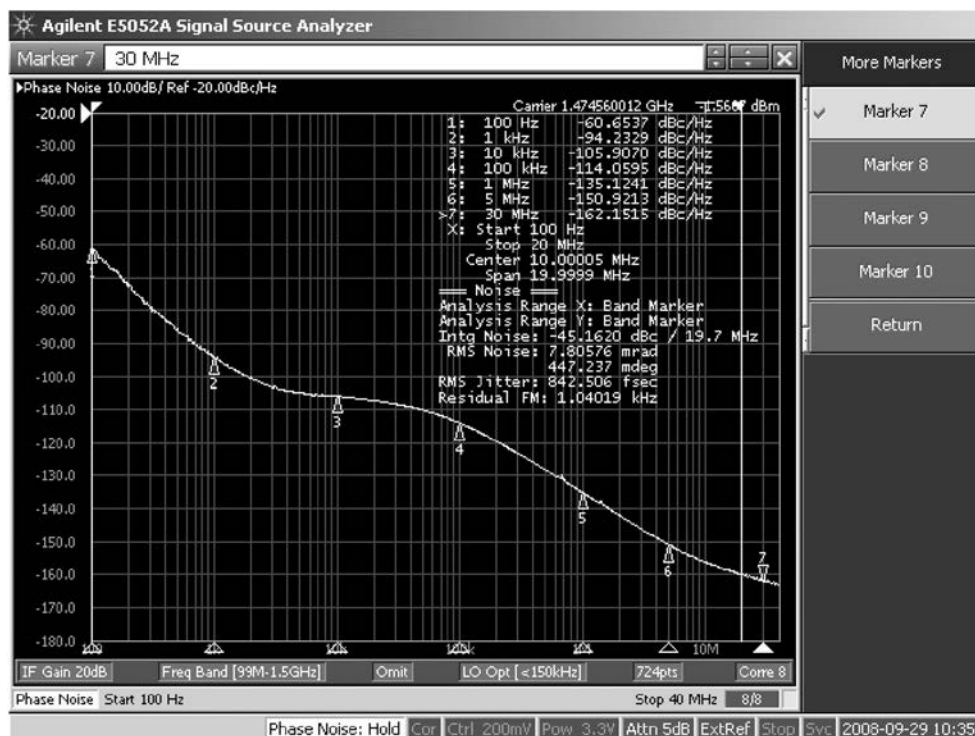 Agilent E5052A Signal Source Analyzer
Marker 7 30 MHz
Phase Noise 10.00dB/ Ref -20.00dBc/Hz
Carrier 1.474560012 GHz dBm
1: 100 Hz -60.6537 dBc/Hz
2: 1 kHz -94.2329 dBc/Hz
3: 10 kHz -105.9070 dBc/Hz
4: 100 kHz -114.0595 dBc/Hz
5: 1 MHz -135.1241 dBc/Hz
6: 5 MHz -150.9213 dBc/Hz
>7: 30 MHz -162.1515 dBc/Hz
X: Start 100 Hz
Stop 20 MHz
Center 10.00005 MHz
Span 19.9999 MHz
Noise
Analysis Range X: Band Marker
Analysis Range Y: Band Marker
Intg Noise: -45.1620 dBc / 19.7 MHz
RMS Noise: 7.80576 mrad
447.237 mdeg
RMS Jitter: 842.506 fsec
Residual FM: 1.04019 kHz
-20.00
-30.00
-40.00
-50.00
-60.00
-70.00
-80.00
-90.00
-100.0
-110.0
-120.0
-130.0
-140.0
-150.0
-160.0
-170.0
-180.0
2
3
4
5
6
7
10M
IF Gain 20dB Freq Band [99M-1.5GHz] Omit LO Opt [<150kHz] 724pts Corre 8
Phase Noise Start 100 Hz Stop 40 MHz 8/8
Phase Noise: Hold Cor Ctrl 200mV Pow 3.3V Attn 5dB ExtRef Stop Svc 2008-09-29 10:35
More Markers
Marker 7
Marker 8
Marker 9
Marker 10
Return